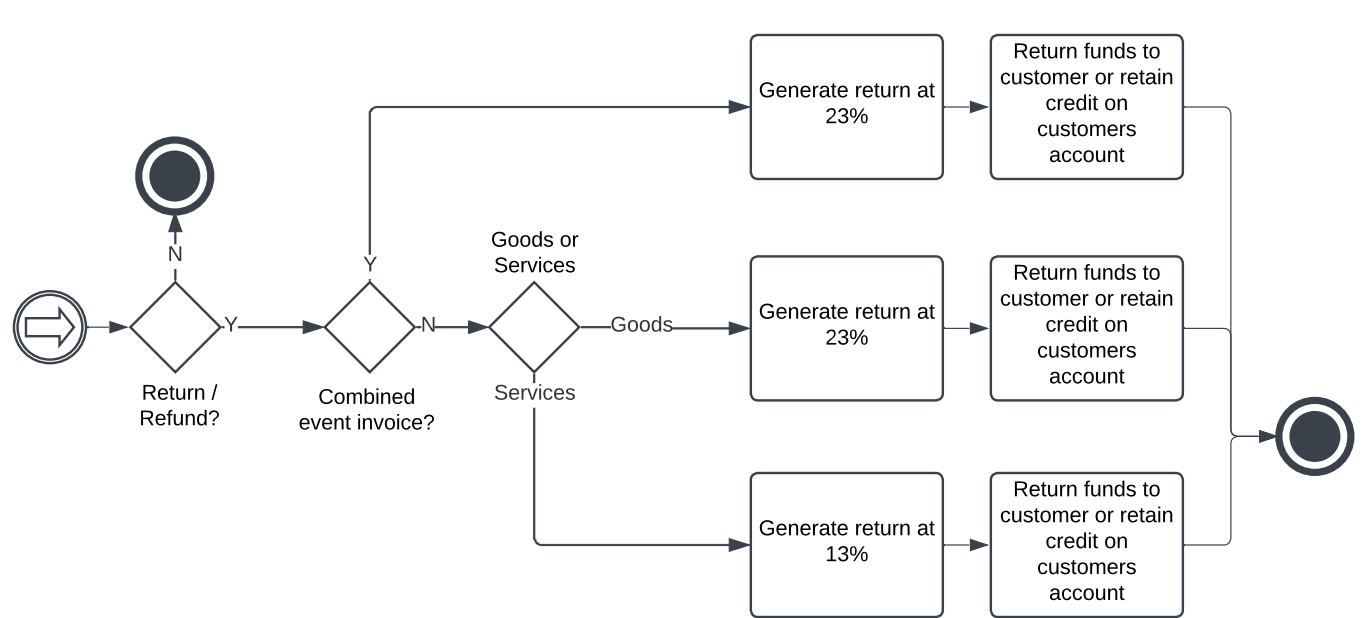 Generate return at
23%
Return funds to
customer or retain
credit on
customers
account
N
Y
Goods or
Services
Y
N
Goods
Generate return at
23%
Return funds to
customer or retain
credit on
customers
account
Return /
Refund?
Combined
event invoice?
Services
Generate return at
13%
Return funds to
customer or retain
credit on
customers
account